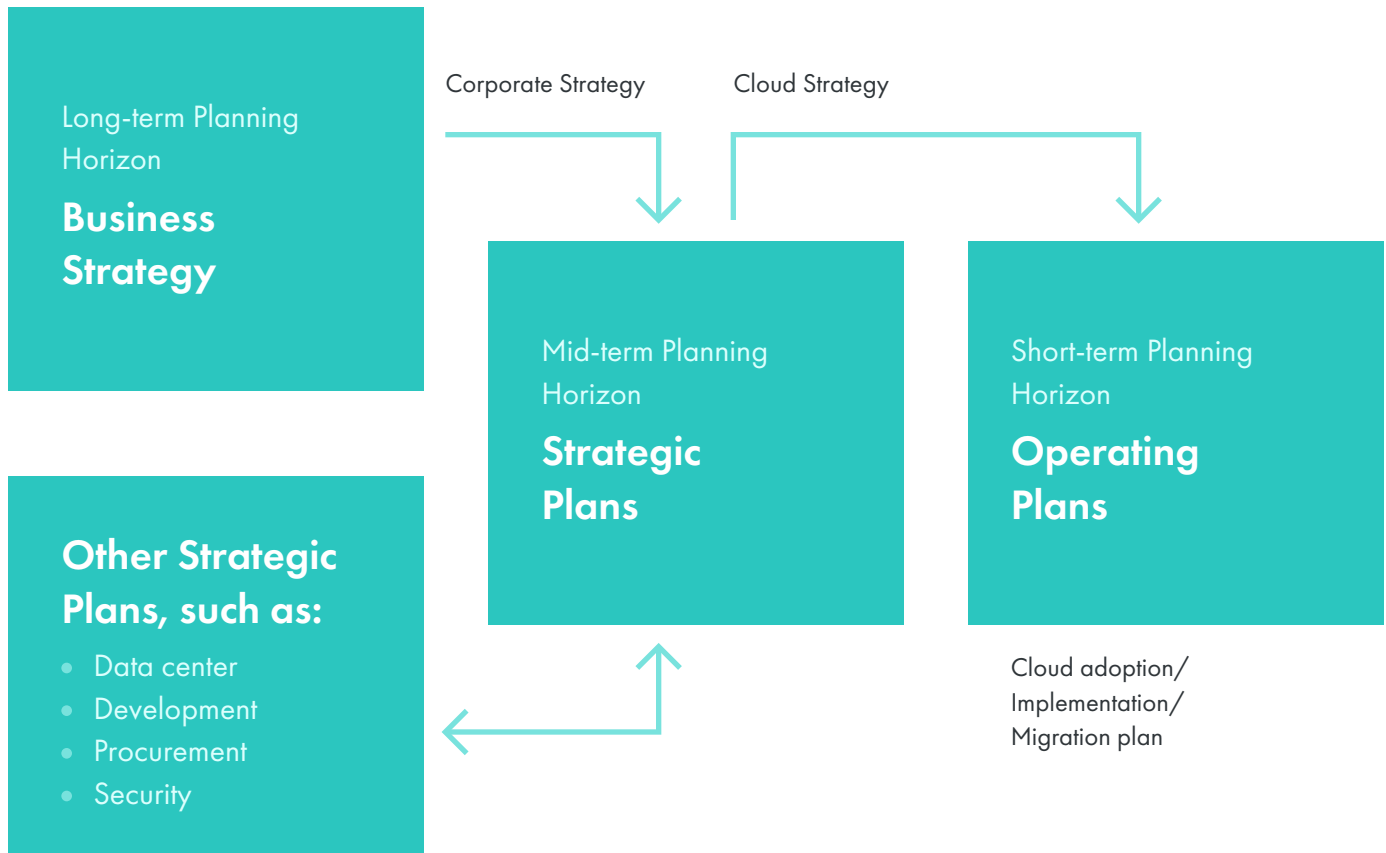 Long-term Planning
Horizon
Business
Strategy
Corporate Strategy
Cloud Strategy
Mid-term Planning
Horizon
Strategic
Plans
Short-term Planning
Horizon
Operating
Plans
Cloud adoption/
Implementation/
Migration plan
Other Strategic
Plans, such as:
Data center
Development
Procurement
Security